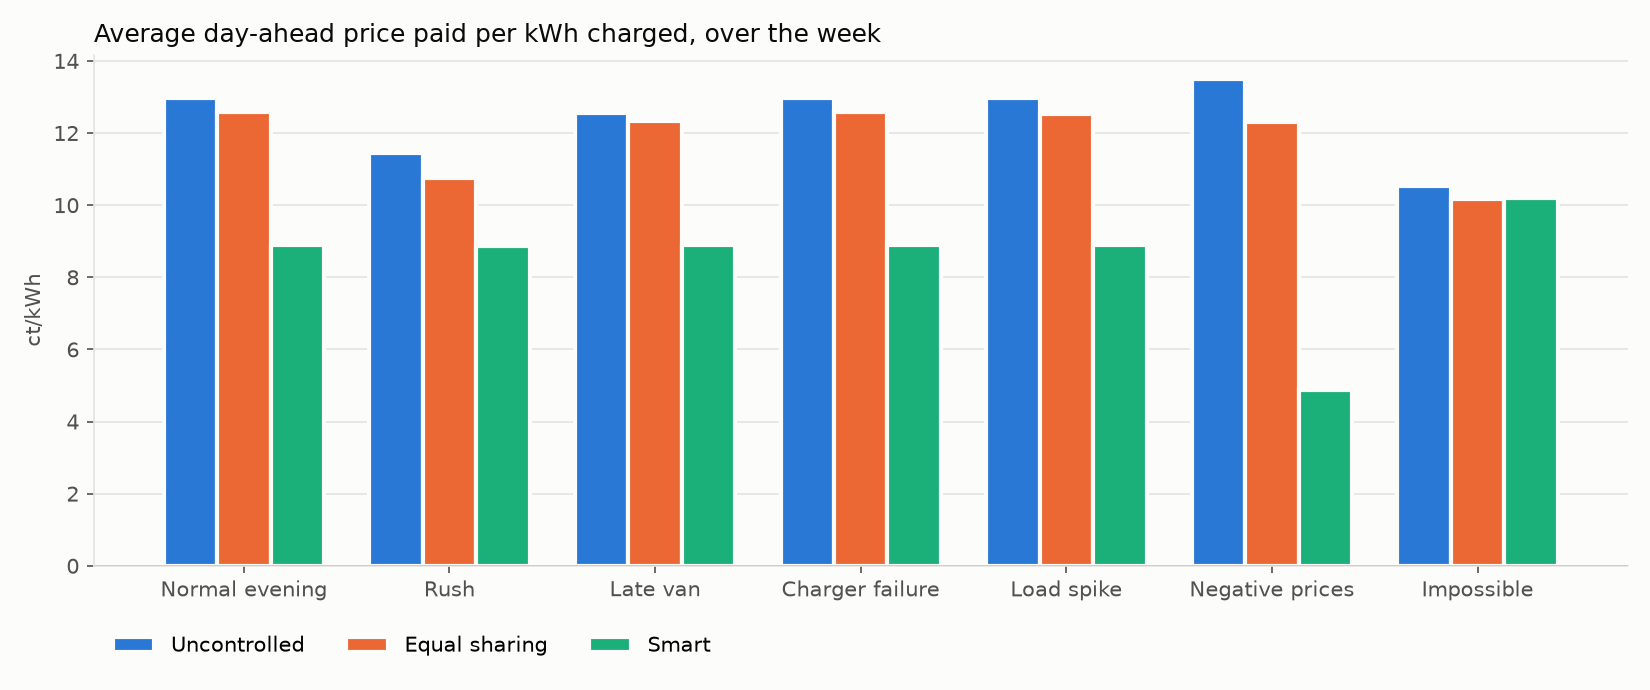 Average day-ahead price paid per kWh charged, over the week
14
12
10
8
6
4
2
0
ct/kWh
Normal evening Rush Late van Charger failure Load spike Negative prices Impossible
Uncontrolled Equal sharing Smart